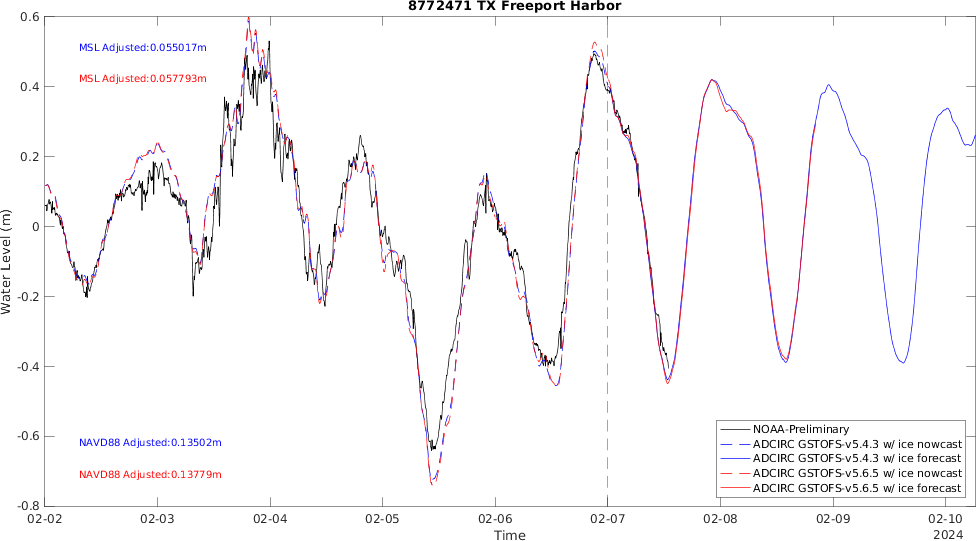 8772471 TX Freeport Harbor
MSL Adjusted:0.055017m
MSL Adjusted:0.057793m
NAVD88 Adjusted:0.13502m
NAVD88 Adjusted:0.13779m
Water Level (m)
0.6
0.4
0.2
0
-0.2
-0.4
-0.6
-0.8
NOAA-Preliminary
ADCIRC GSTOFS-v5.4.3 w/ ice nowcast
ADCIRC GSTOFS-v5.4.3 w/ ice forecast
ADCIRC GSTOFS-v5.6.5 w/ ice nowcast
ADCIRC GSTOFS-v5.6.5 w/ ice forecast
02-02 02-03 02-04 02-05 02-06 02-07 02-08 02-09 02-10
2024
Time